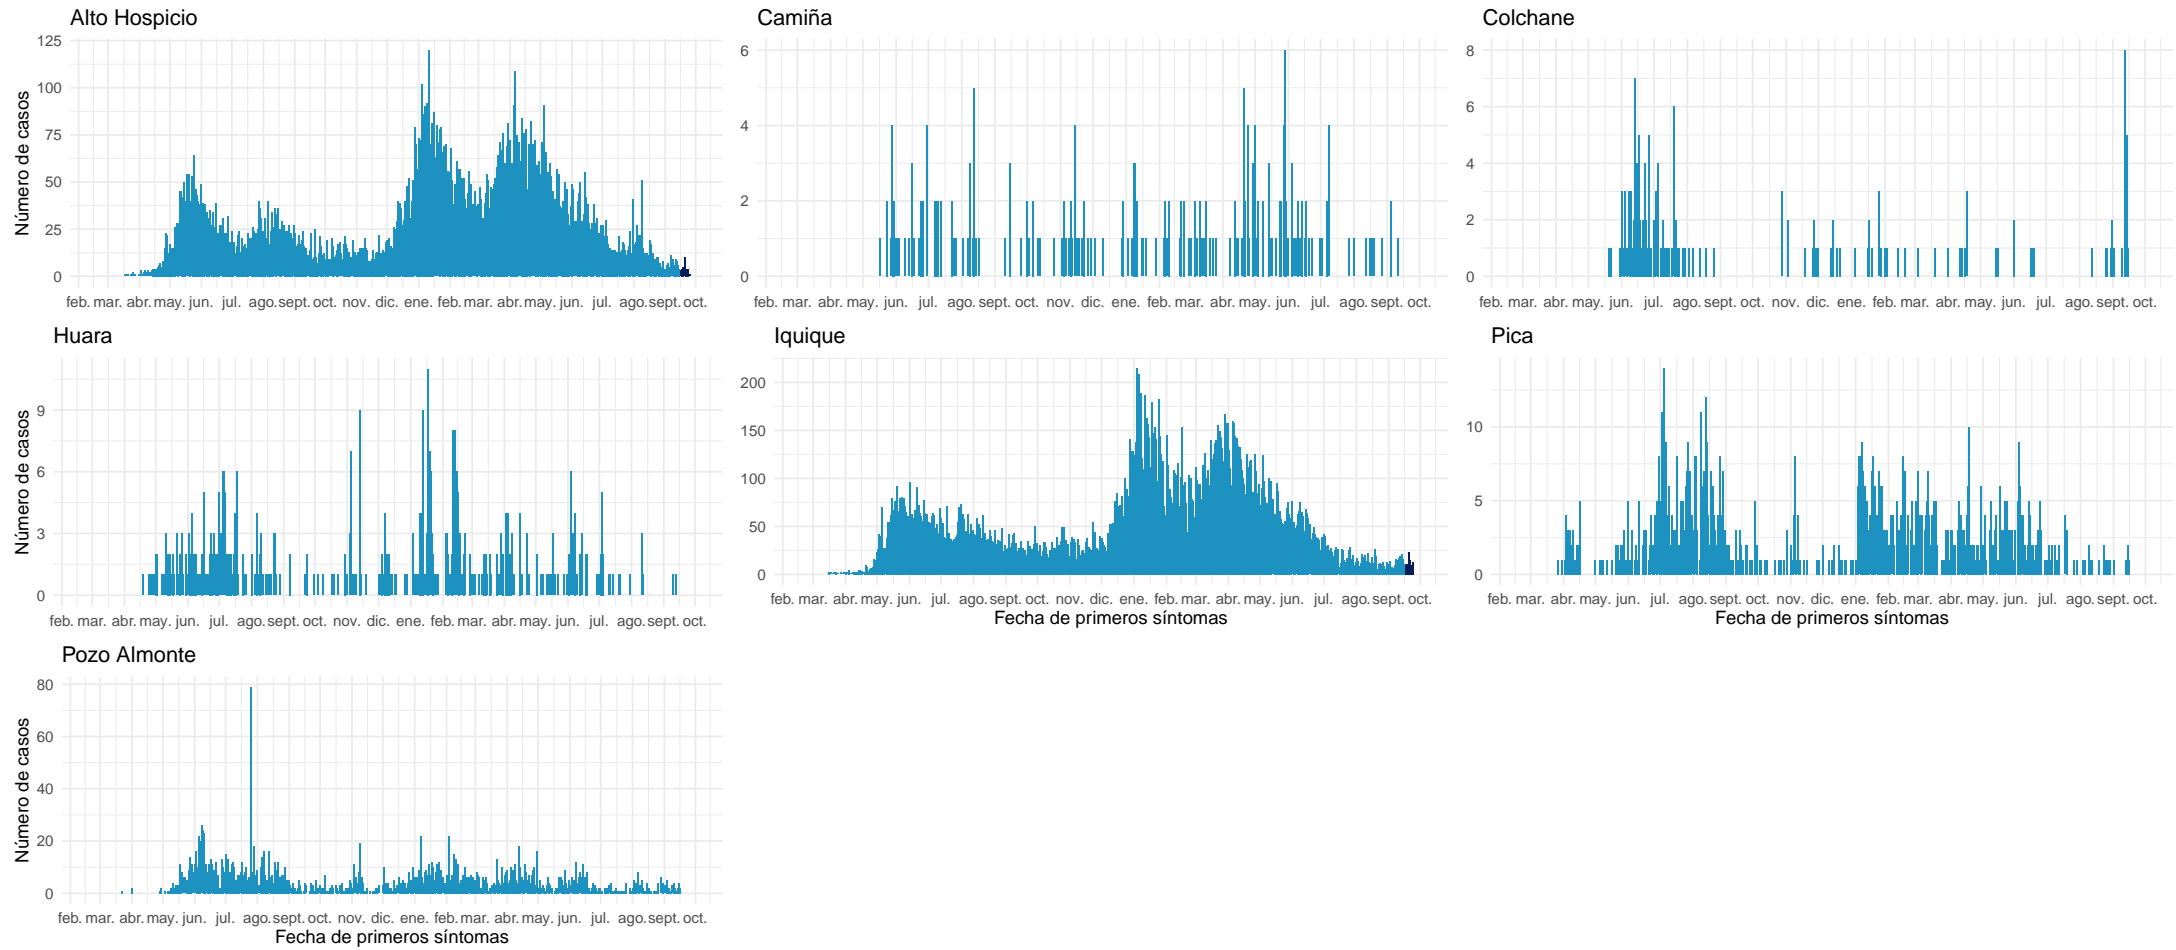 Alto Hospicio
Número de casos
125
100
75
50
25
0
feb. mar. abr. may. jun. jul. ago. sept. oct. nov. dic. ene. feb. mar. abr. may. jun. jul. ago. sept. oct.
Camiña
6
4
2
0
feb. mar. abr. may. jun. jul. ago. sept. oct. nov. dic. ene. feb. mar. abr. may. jun. jul. ago. sept. oct.
Colchane
8
6
4
2
0
feb. mar. abr. may. jun. jul. ago. sept. oct. nov. dic. ene. feb. mar. abr. may. jun. jul. ago. sept. oct.
Huara
Número de casos
9
6
3
0
feb. mar. abr. may. jun. jul. ago. sept. oct. nov. dic. ene. feb. mar. abr. may. jun. jul. ago. sept. oct.
Iquique
200
150
100
50
0
feb. mar. abr. may. jun. jul. ago. sept. oct. nov. dic. ene. feb. mar. abr. may. jun. jul. ago. sept. oct.
Fecha de primeros síntomas
Pica
10
5
0
feb. mar. abr. may. jun. jul. ago. sept. oct. nov. dic. ene. feb. mar. abr. may. jun. jul. ago. sept. oct.
Fecha de primeros síntomas
Pozo Almonte
Número de casos
80
60
40
20
0
feb. mar. abr. may. jun. jul. ago. sept. oct. nov. dic. ene. feb. mar. abr. may. jun. jul. ago. sept. oct.
Fecha de primeros síntomas